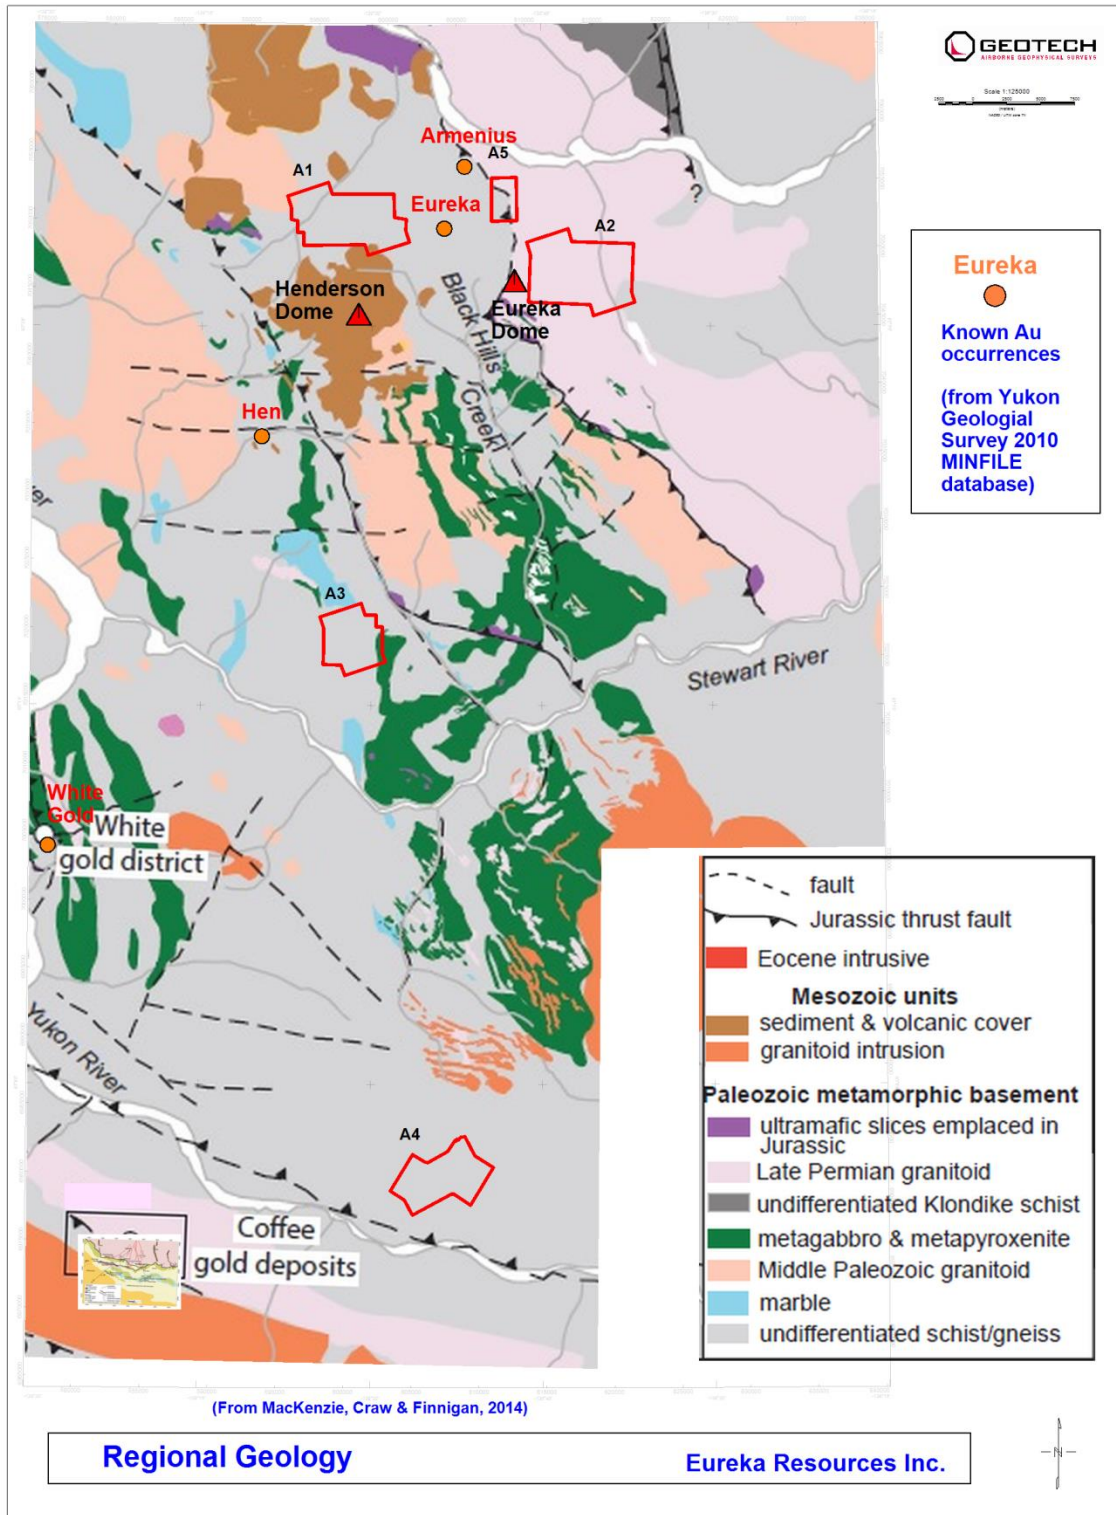 GEOTECH
AIRBORNE GEOPHYSICAL SURVEYS
Scale 1:125000
Armenius
A5
A1
Eureka
A2
?
Henderson
Dome
Black Hills
Creek
Eureka
Dome
Hen
A3
Stewart River
White
Gold
White
gold district
Yukon River
A4
Coffee
gold deposits
Eureka
Known Au
occurrences
(from Yukon
Geologial
Survey 2010
MINFILE
database)
fault
Jurassic thrust fault
Eocene intrusive
Mesozoic units
sediment & volcanic cover
granitoid intrusion
Paleozoic metamorphic basement
ultramafic slices emplaced in
Jurassic
Late Permian granitoid
undifferentiated Klondike schist
metagabbro & metapyroxenite
Middle Paleozoic granitoid
marble
undifferentiated schist/gneiss
(From MacKenzie, Craw & Finnigan, 2014)
Regional Geology
Eureka Resources Inc.
N